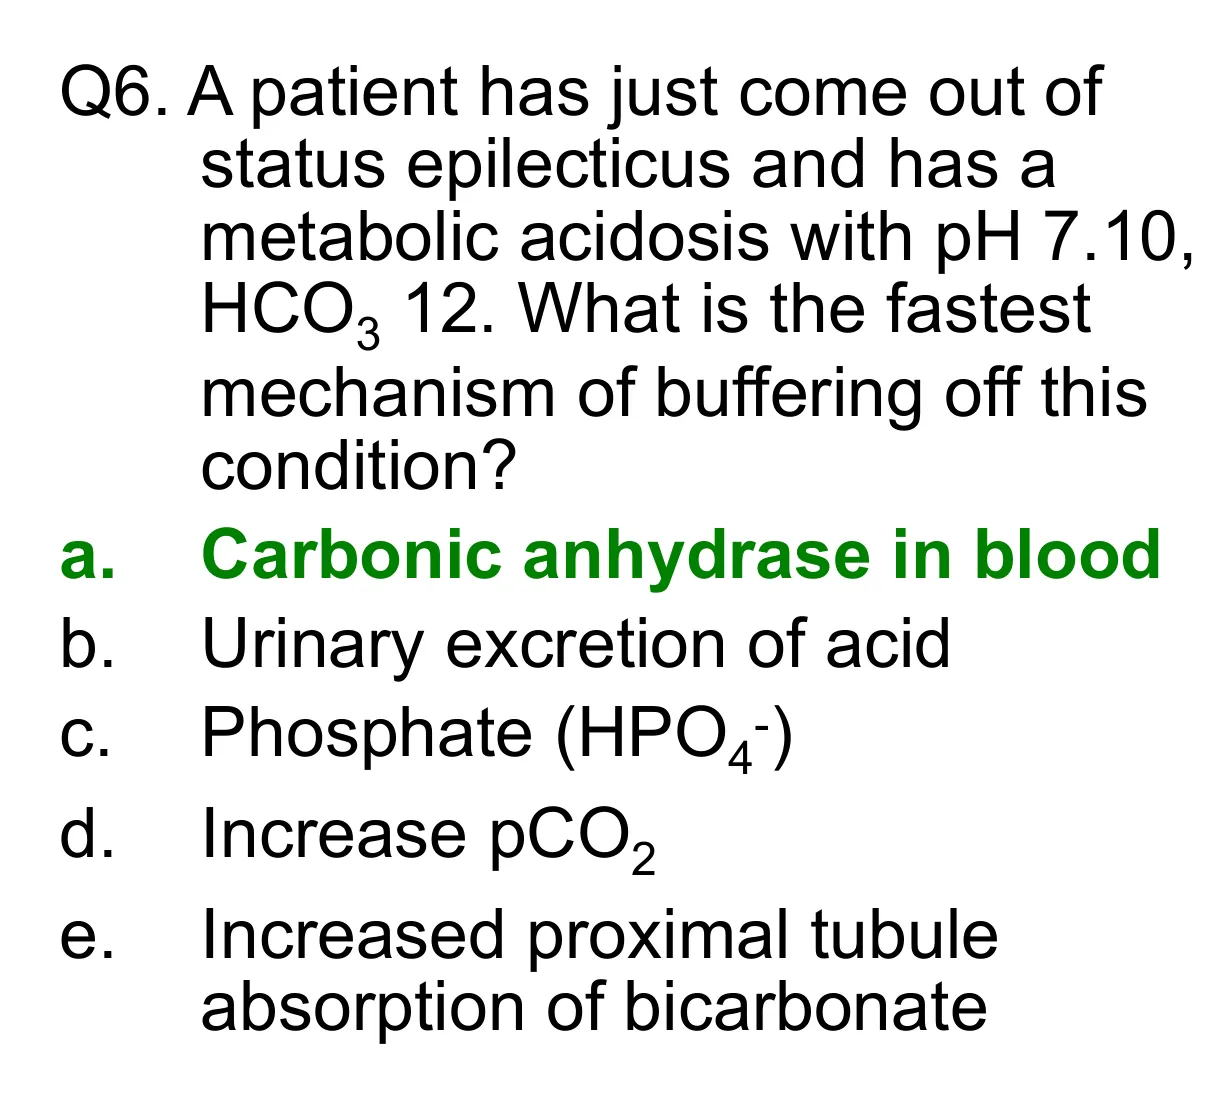 Q6. A patient has just come out of
status epilecticus and has a
metabolic acidosis with pH 7.10,
HCO₃ 12. What is the fastest
mechanism of buffering off this
condition?
a. Carbonic anhydrase in blood
b. Urinary excretion of acid
c. Phosphate (HPO₄⁻)
d. Increase pCO₂
e. Increased proximal tubule
absorption of bicarbonate